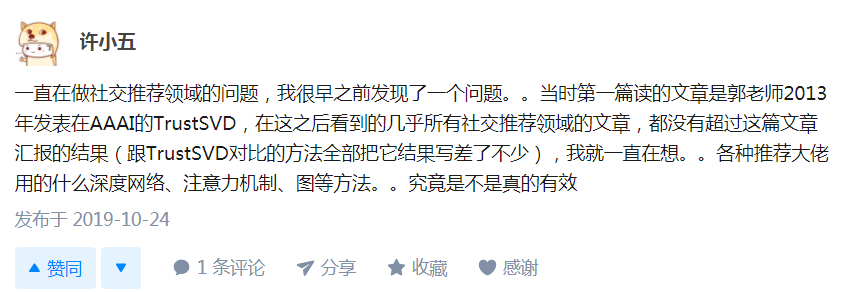 许小五
一直在做社交推荐领域的问题，我很早之前发现了一个问题。。当时第一篇读的文章是郭老师2013
年发表在AAAI的TrustSVD，在这之后看到的几乎所有社交推荐领域的文章，都没有超过这篇文章
汇报的结果（跟TrustSVD对比的方法全部把它结果写差了不少），我就一直在想。。各种推荐大佬
用的什么深度网络、注意力机制、图等方法。。究竟是不是真的有效
发布于 2019-10-24
赞同 1 条评论 分享 收藏 感谢